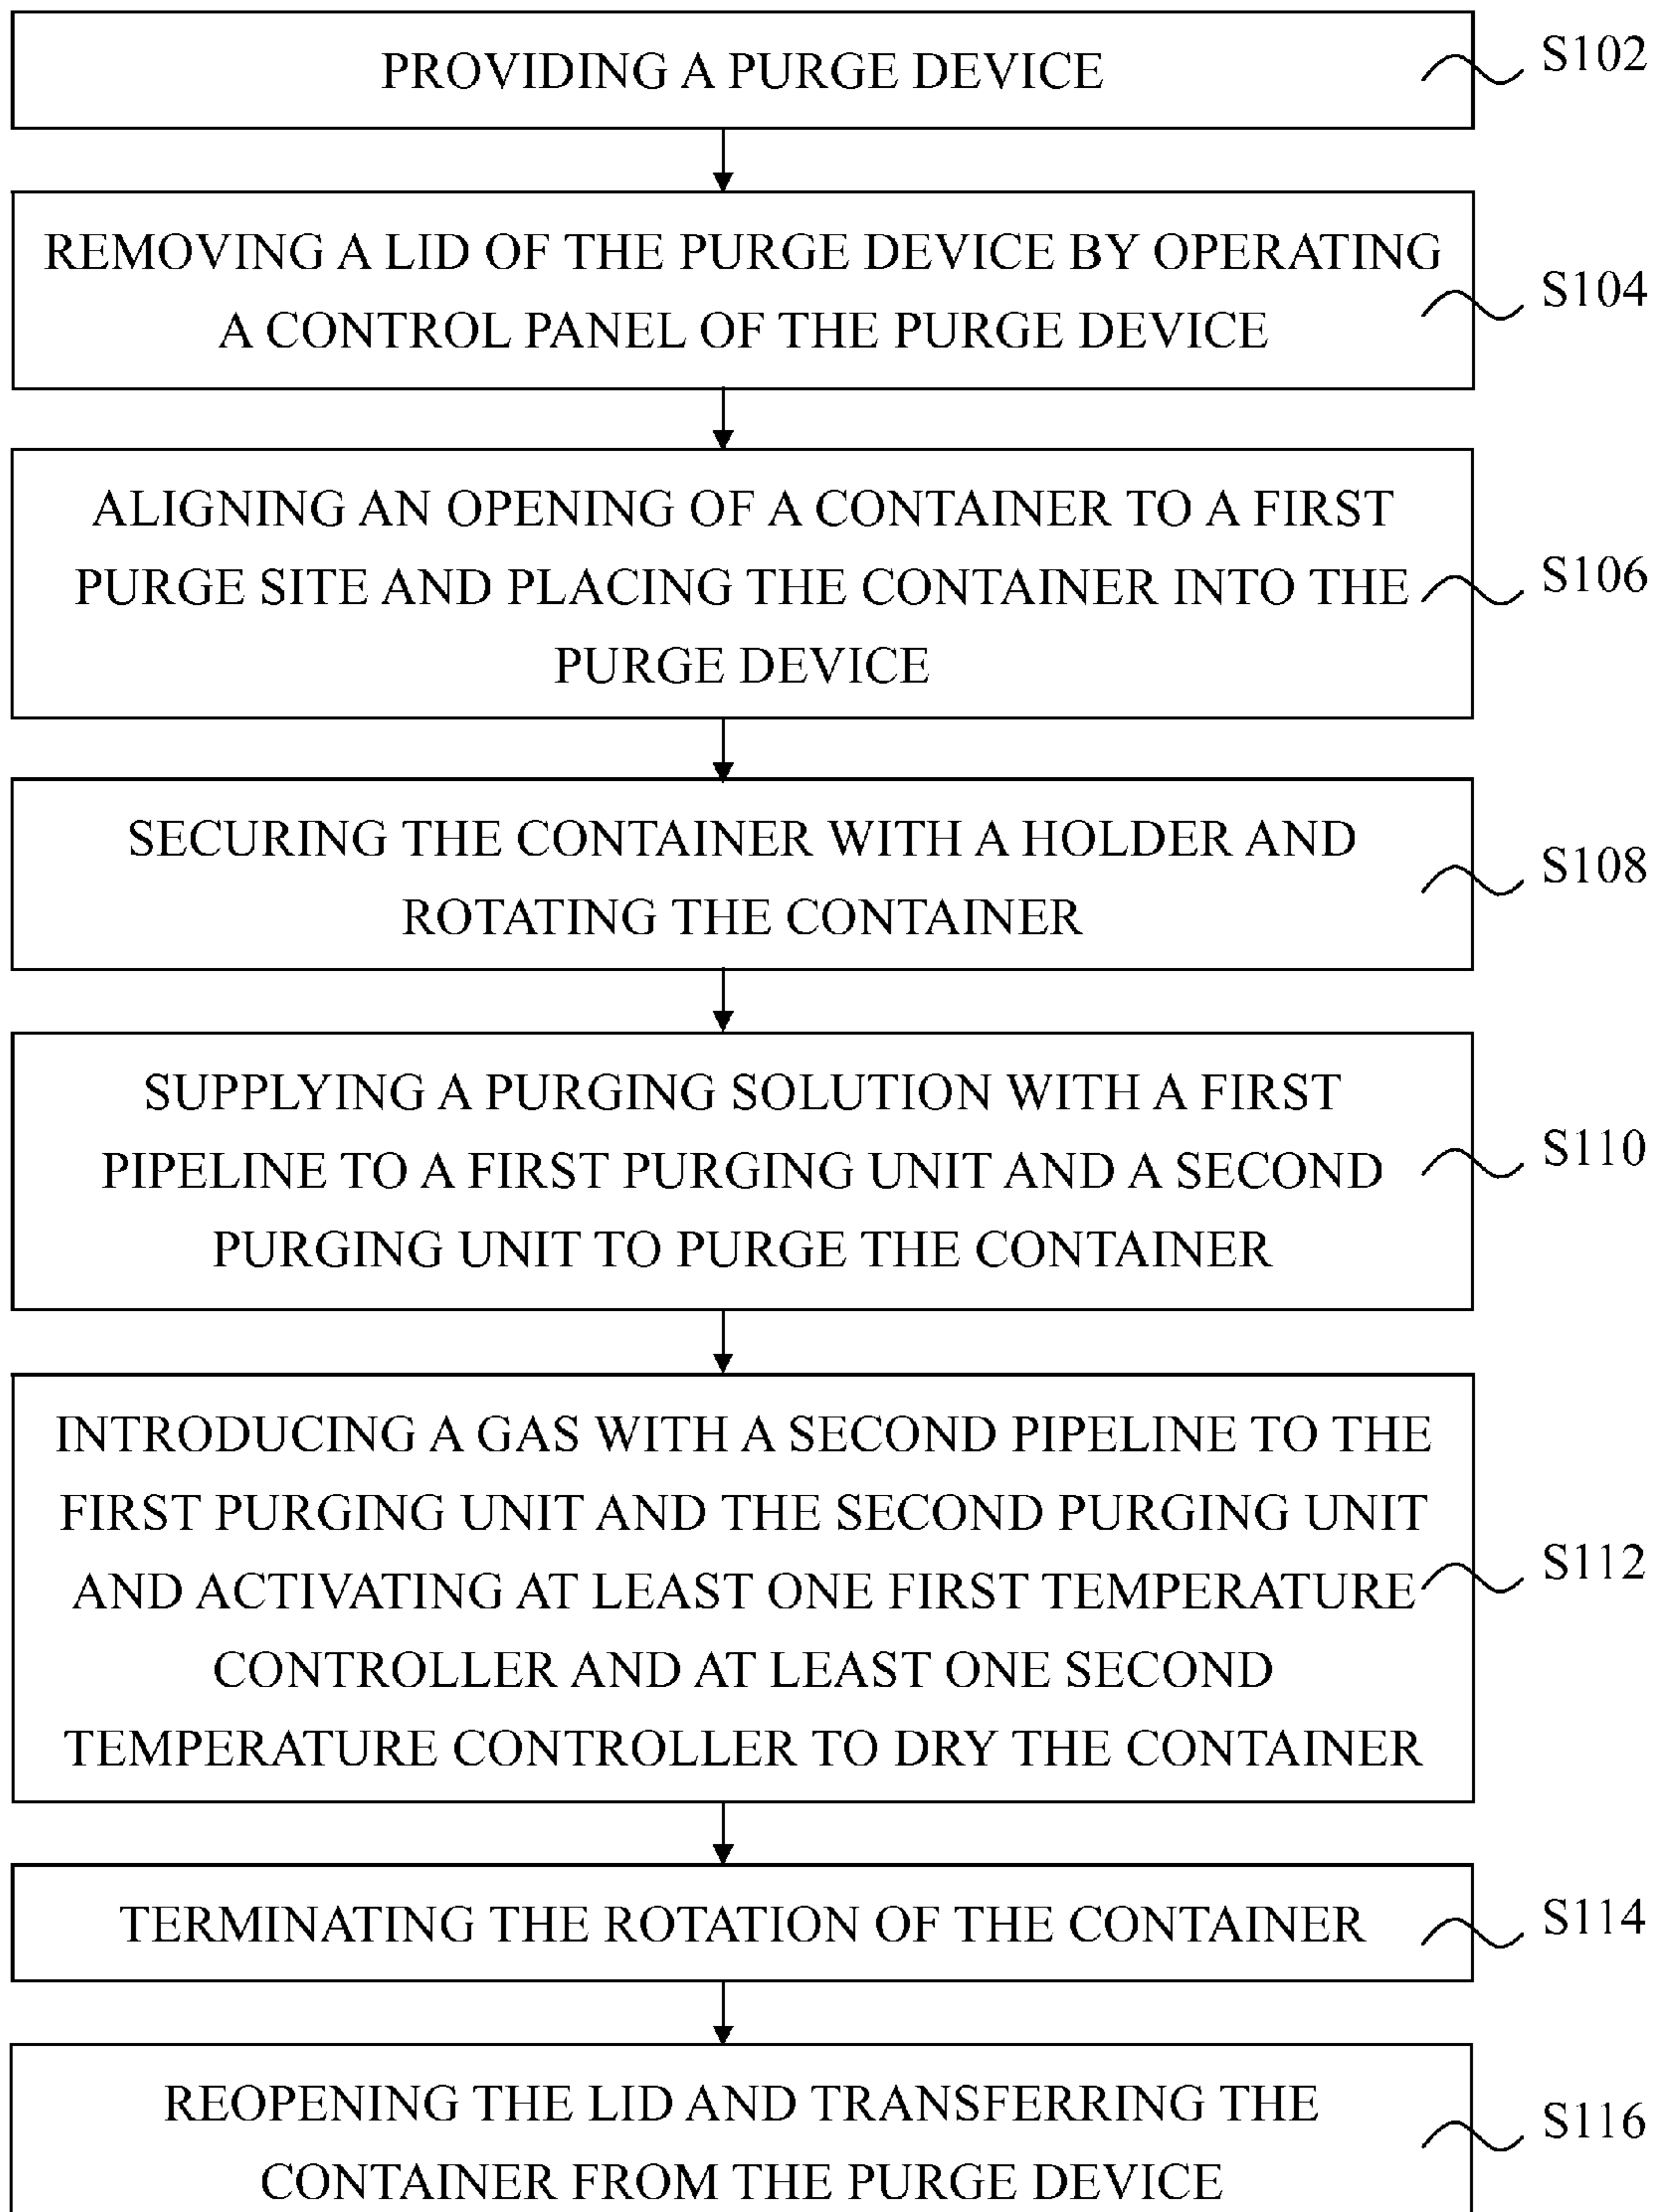 PROVIDING A PURGE DEVICE
S102
REMOVING A LID OF THE PURGE DEVICE BY OPERATING
A CONTROL PANEL OF THE PURGE DEVICE
S104
ALIGNING AN OPENING OF A CONTAINER TO A FIRST
PURGE SITE AND PLACING THE CONTAINER INTO THE
PURGE DEVICE
S106
SECURING THE CONTAINER WITH A HOLDER AND
ROTATING THE CONTAINER
S108
SUPPLYING A PURGING SOLUTION WITH A FIRST
PIPELINE TO A FIRST PURGING UNIT AND A SECOND
PURGING UNIT TO PURGE THE CONTAINER
S110
INTRODUCING A GAS WITH A SECOND PIPELINE TO THE
FIRST PURGING UNIT AND THE SECOND PURGING UNIT
AND ACTIVATING AT LEAST ONE FIRST TEMPERATURE
CONTROLLER AND AT LEAST ONE SECOND
TEMPERATURE CONTROLLER TO DRY THE CONTAINER
S112
TERMINATING THE ROTATION OF THE CONTAINER
S114
REOPENING THE LID AND TRANSFERRING THE
CONTAINER FROM THE PURGE DEVICE
S116